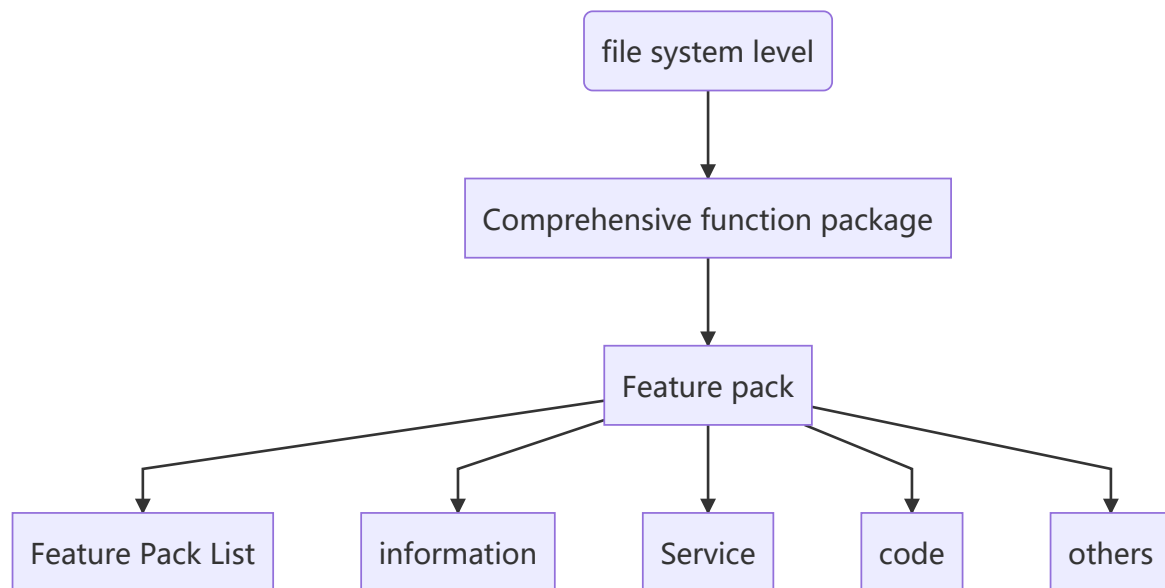 file system level
Comprehensive function package
Feature pack
Feature Pack List
information
Service
code
others